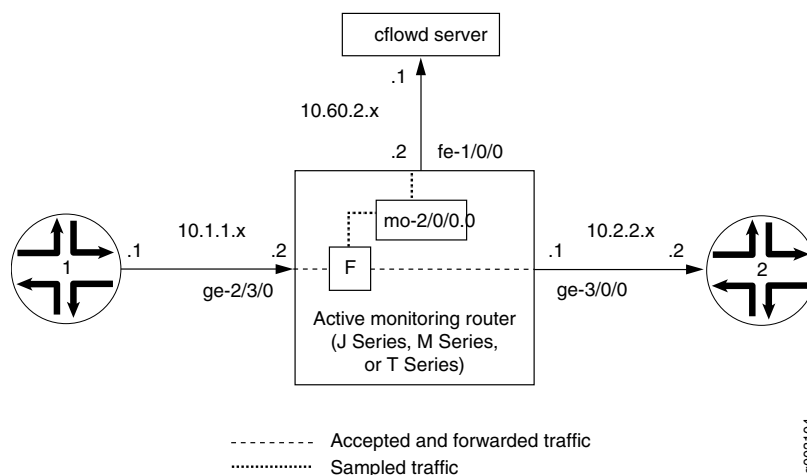 cflowd server
.1
10.60.2.x
.2
fe-1/0/0
mo-2/0/0.0
10.1.1.x
.1
.2
1
F
ge-2/3/0
.1
10.2.2.x
.2
2
ge-3/0/0
Active monitoring router
(J Series, M Series,
or T Series)
Accepted and forwarded traffic
Sampled traffic